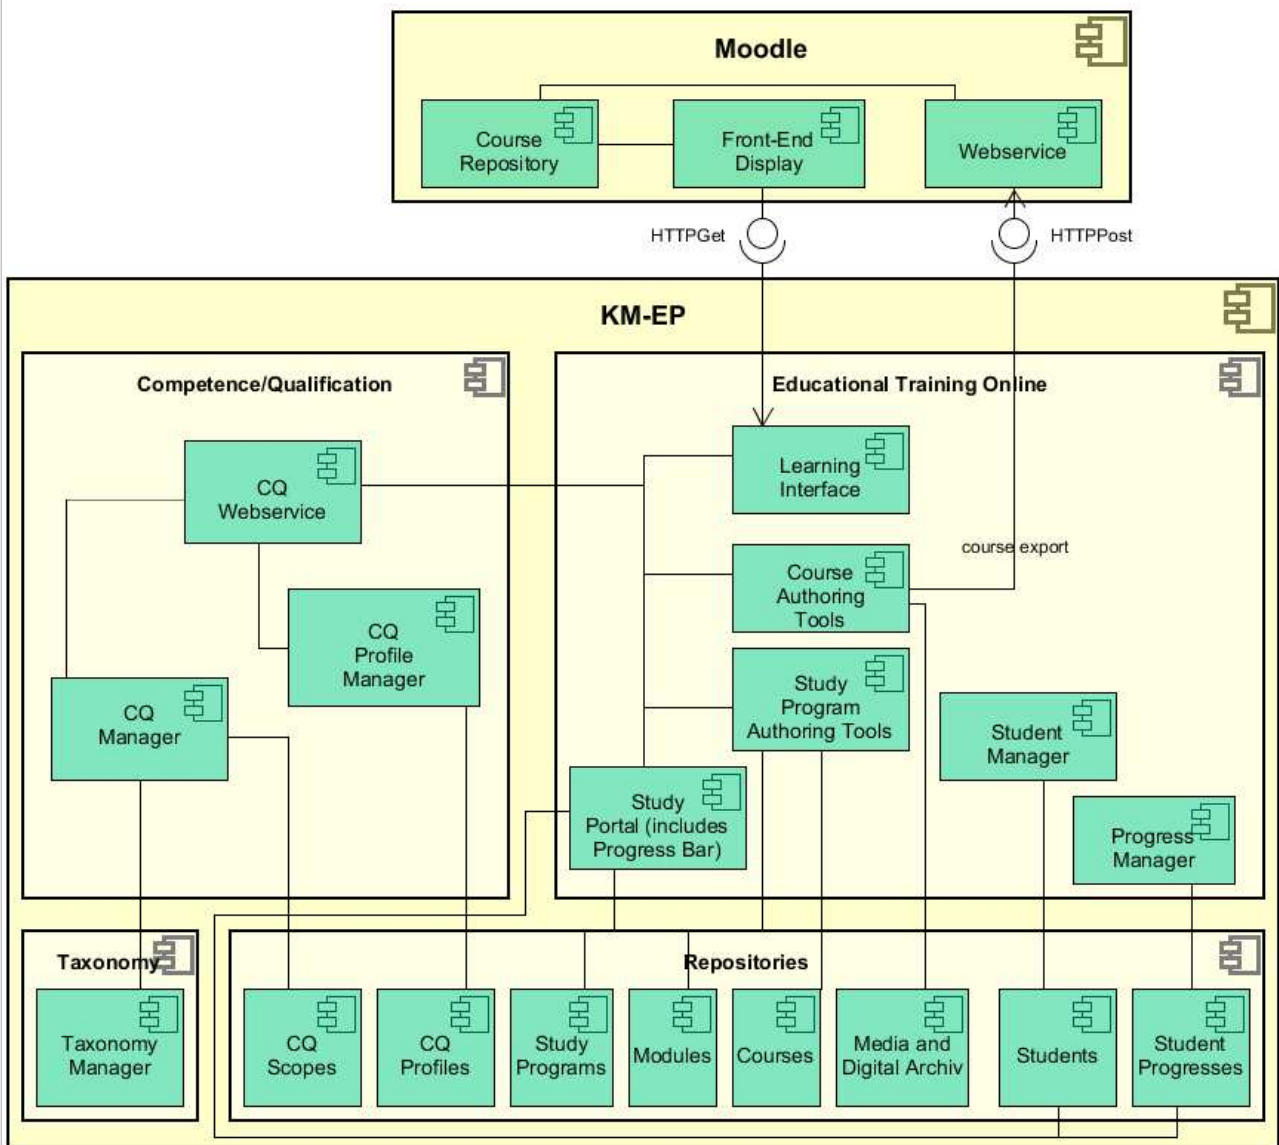 Moodle
Course
Repository
Front-End
Display
Webservice
HTTPGet
HTTPPost
KM-EP
Competence/Qualification
Educational Training Online
CQ
Webservice
Learning
Interface
course export
Course
Authoring
Tools
CQ
Profile
Manager
Study
Program
Authoring Tools
CQ
Manager
Student
Manager
Study
Portal (includes
Progress Bar)
Progress
Manager
Taxonomy
Repositories
Taxonomy
Manager
CQ
Scopes
CQ
Profiles
Study
Programs
Modules
Courses
Media and
Digital Archiv
Students
Student
Progresses